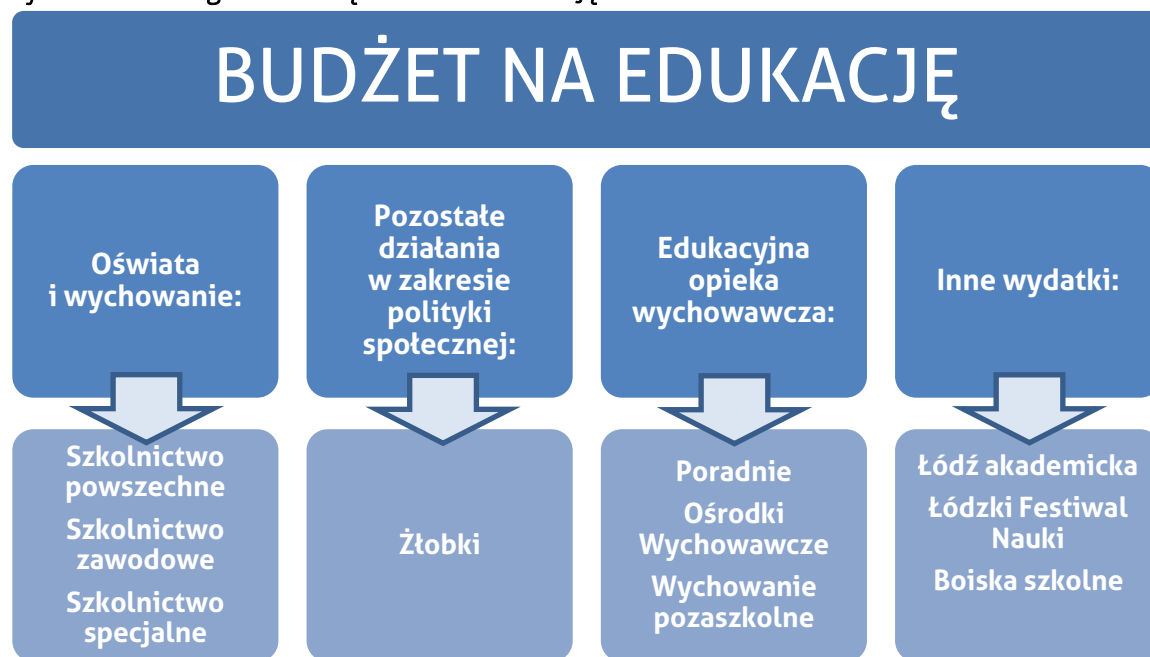 BUDŻET NA EDUKACJĘ
Oświata
i wychowanie:
Pozostałe
działania
w zakresie
polityki
społecznej:
Edukacyjna
opieka
wychowawcza:
Inne wydatki:
Szkolnictwo
powszechne
Szkolnictwo
zawodowe
Szkolnictwo
specjalne
Żłobki
Poradnie
Ośrodki
Wychowawcze
Wychowanie
pozaszkolne
Łódź akademicka
Łódzki Festiwal
Nauki
Boiska szkolne